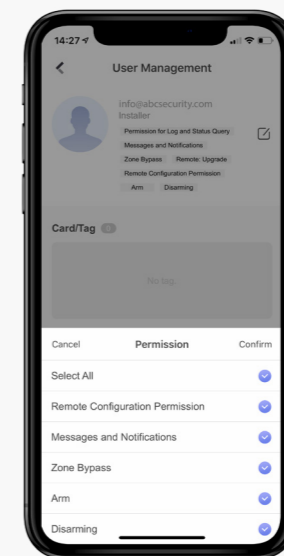 14:27
User Management
info@abcsecurity.com
Installer
Permission for Log and Status Query
Messages and Notifications
Zone Bypass Remote: Upgrade
Remote Configuration Permission
Arm Disarming
Card/Tag 0
No tag.
Cancel Permission Confirm
Select All
Remote Configuration Permission
Messages and Notifications
Zone Bypass
Arm
Disarming